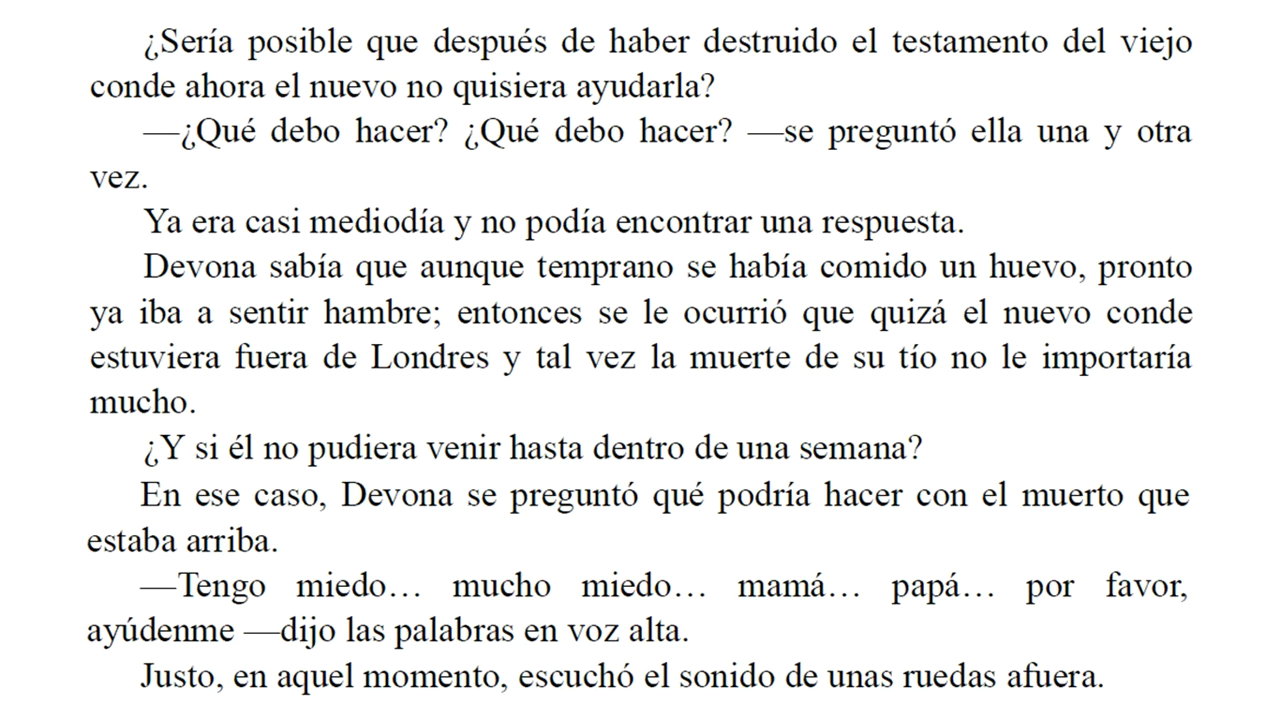 ¿Sería posible que después de haber destruido el testamento del viejo
conde ahora el nuevo no quisiera ayudarla?
—¿Qué debo hacer? ¿Qué debo hacer? —se preguntó ella una y otra
vez.
Ya era casi mediodía y no podía encontrar una respuesta.
Devona sabía que aunque temprano se había comido un huevo, pronto
ya iba a sentir hambre; entonces se le ocurrió que quizá el nuevo conde
estuviera fuera de Londres y tal vez la muerte de su tío no le importaría
mucho.
¿Y si él no pudiera venir hasta dentro de una semana?
En ese caso, Devona se preguntó qué podría hacer con el muerto que
estaba arriba.
—Tengo miedo… mucho miedo… mamá… papá… por favor,
ayúdenme —dijo las palabras en voz alta.
Justo, en aquel momento, escuchó el sonido de unas ruedas afuera.